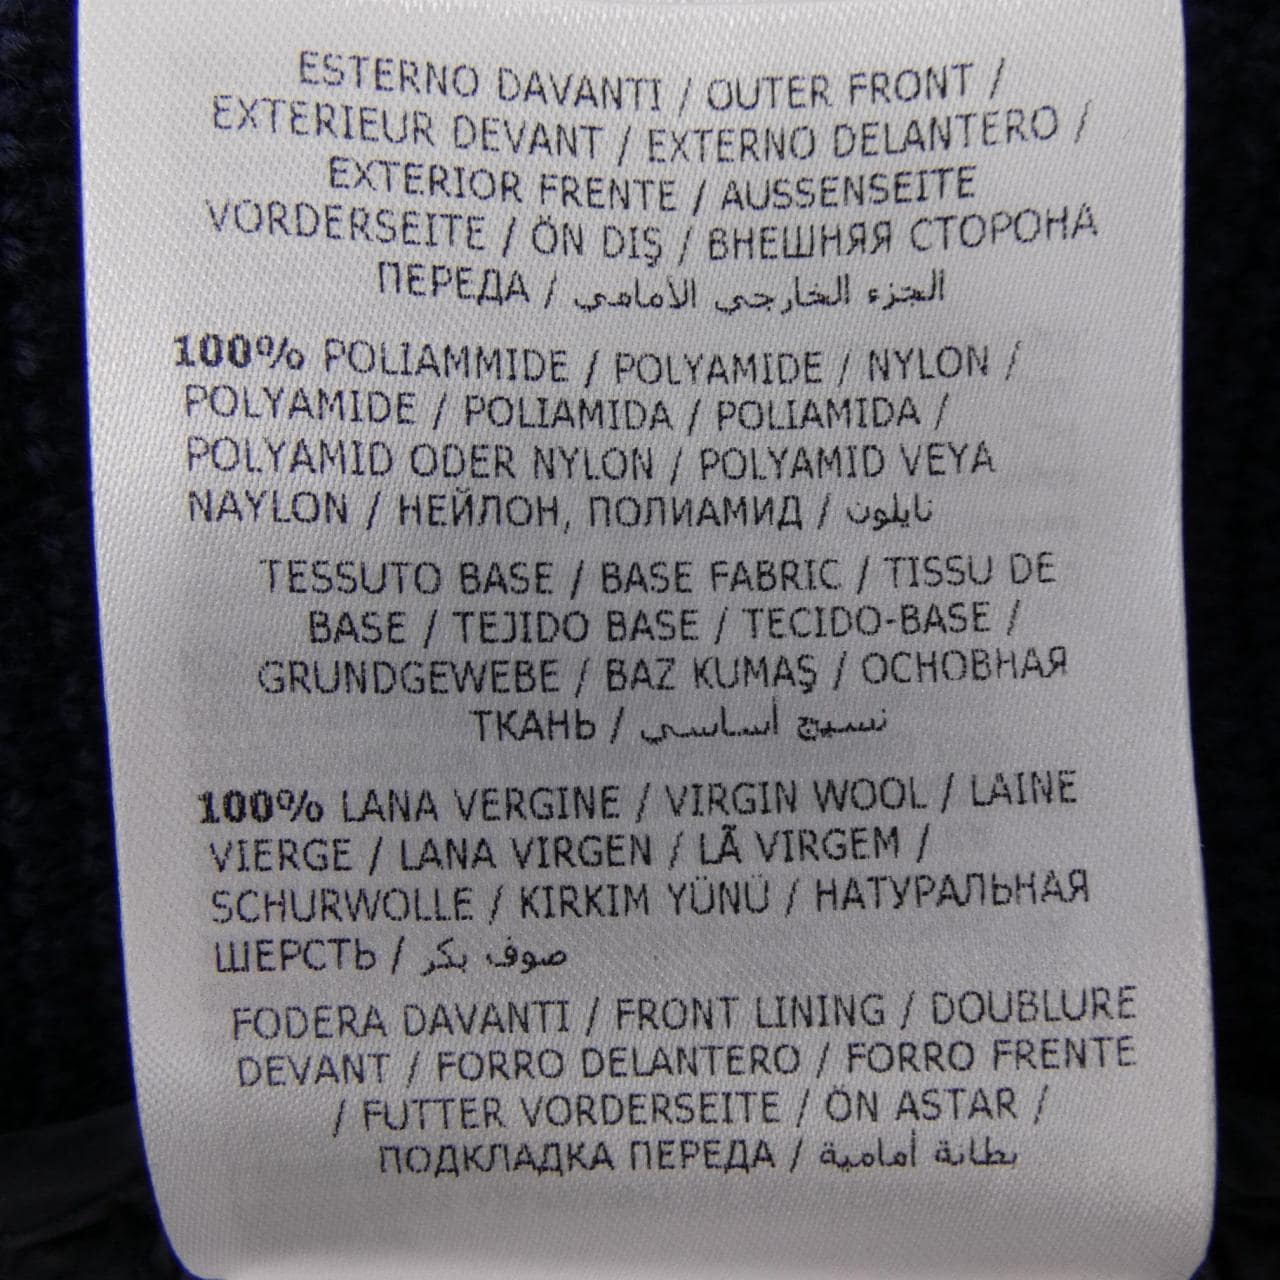 ESTERNO DAVANTI / OUTER FRONT /
EXTERIEUR DEVANT / EXTERNO DELANTERO /
EXTERIOR FRENTE / AUSSENSEITE
VORDERSEITE / ÖN DIŞ / ВНЕШНЯЯ СТОРОНА
ПЕРЕДА / الجزء الخارجي الأمامي
100% POLIAMMIDE / POLYAMIDE / NYLON /
POLYAMIDE / POLIAMIDA / POLIAMIDA /
POLYAMID ODER NYLON / POLYAMID VEYA
NAYLON / НЕЙЛОН, ПОЛИАМИД / نايلون
TESSUTO BASE / BASE FABRIC / TISSU DE
BASE / TEJIDO BASE / TECIDO-BASE /
GRUNDGEWEBE / BAZ KUMAŞ / ОСНОВНАЯ
ТКАНЬ / نسيج أساسي
100% LANA VERGINE / VIRGIN WOOL / LAINE
VIERGE / LANA VIRGEN / LÃ VIRGEM /
SCHURWOLLE / KIRKIM YÜNÜ / НАТУРАЛЬНАЯ
ШЕРСТЬ / صوف بكر
FODERA DAVANTI / FRONT LINING / DOUBLURE
DEVANT / FORRO DELANTERO / FORRO FRENTE
/ FUTTER VORDERSEITE / ÖN ASTAR /
ПОДКЛАДКА ПЕРЕДА / بطانة أمامية